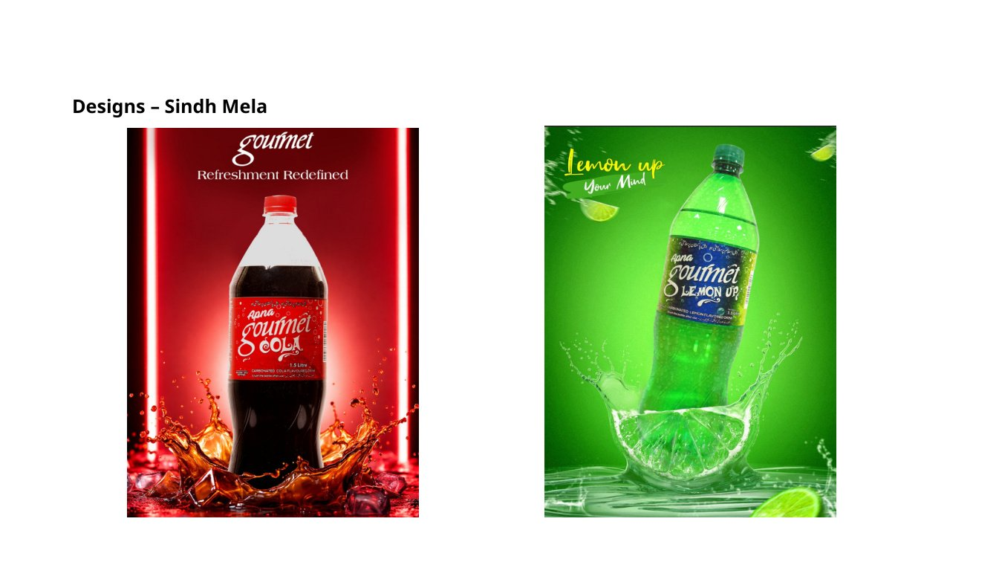 Designs – Sindh Mela
gourmet
Refreshment Redefined
Apna
gourmet
COLA
1.5 Litre
CARBONATED COLA FLAVOURED DRINK
Lemon up
Your Mind
Apna
gourmet
LEMON UP
CARBONATED LEMON FLAVORED DRINK